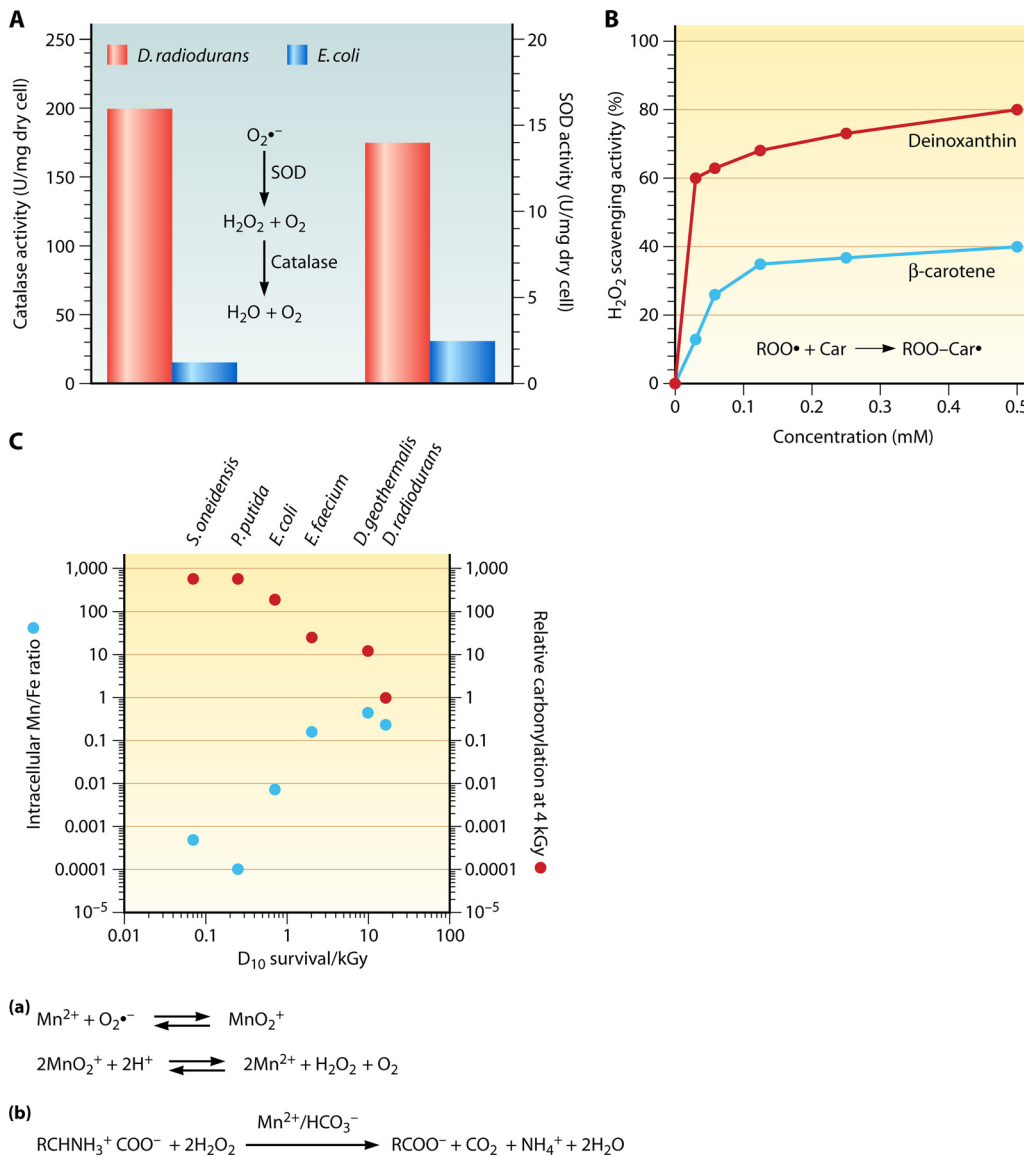 A
Catalase activity (U/mg dry cell)
250
200
150
100
50
0
D. radiodurans
E. coli
O₂•⁻
SOD
H₂O₂ + O₂
Catalase
H₂O + O₂
20
15
10
5
0
SOD activity (U/mg dry cell)
B
H₂O₂ scavenging activity (%)
100
80
60
40
20
0
Deinoxanthin
β-carotene
ROO• + Car ⟶ ROO–Car•
0 0.1 0.2 0.3 0.4 0.5
Concentration (mM)
C
S. oneidensis
P. putida
E. coli
E. faecium
D. geothermalis
D. radiodurans
Intracellular Mn/Fe ratio
1,000
100
10
1
0.1
0.01
0.001
0.0001
10⁻⁵
1,000
100
10
1
0.1
0.01
0.001
0.0001
10⁻⁵
Relative carbonylation at 4 kGy
0.01 0.1 1 10 100
D₁₀ survival/kGy
(a)
Mn²⁺ + O₂•⁻ ⇌ MnO₂⁺
2MnO₂⁺ + 2H⁺ ⇌ 2Mn²⁺ + H₂O₂ + O₂
(b)
Mn²⁺/HCO₃⁻
RCHNH₃⁺ COO⁻ + 2H₂O₂ ⟶ RCOO⁻ + CO₂ + NH₄⁺ + 2H₂O